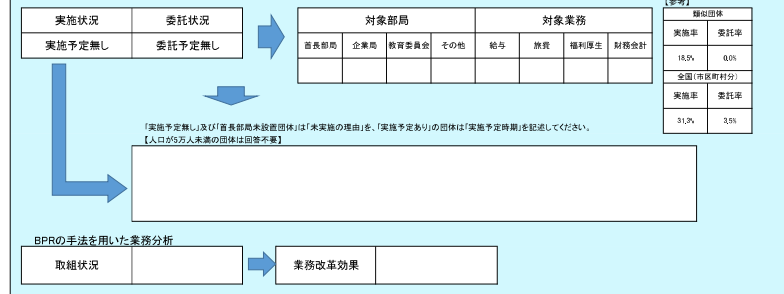 【参考】
実施状況 委託状況
実施予定無し 委託予定無し
対象部局 対象業務
首長部局 企業局 教育委員会 その他 給与 旅費 福利厚生 財務会計
類似団体
実施率 委託率
18.5% 0.0%
全国(市区町村分)
実施率 委託率
31.3% 3.5%
「実施予定無し」及び「首長部局未設置団体」は「未実施の理由」を、「実施予定あり」の団体は「実施予定時期」を記述してください。
【人口が5万人未満の団体は回答不要】
BPRの手法を用いた業務分析
取組状況 業務改革効果